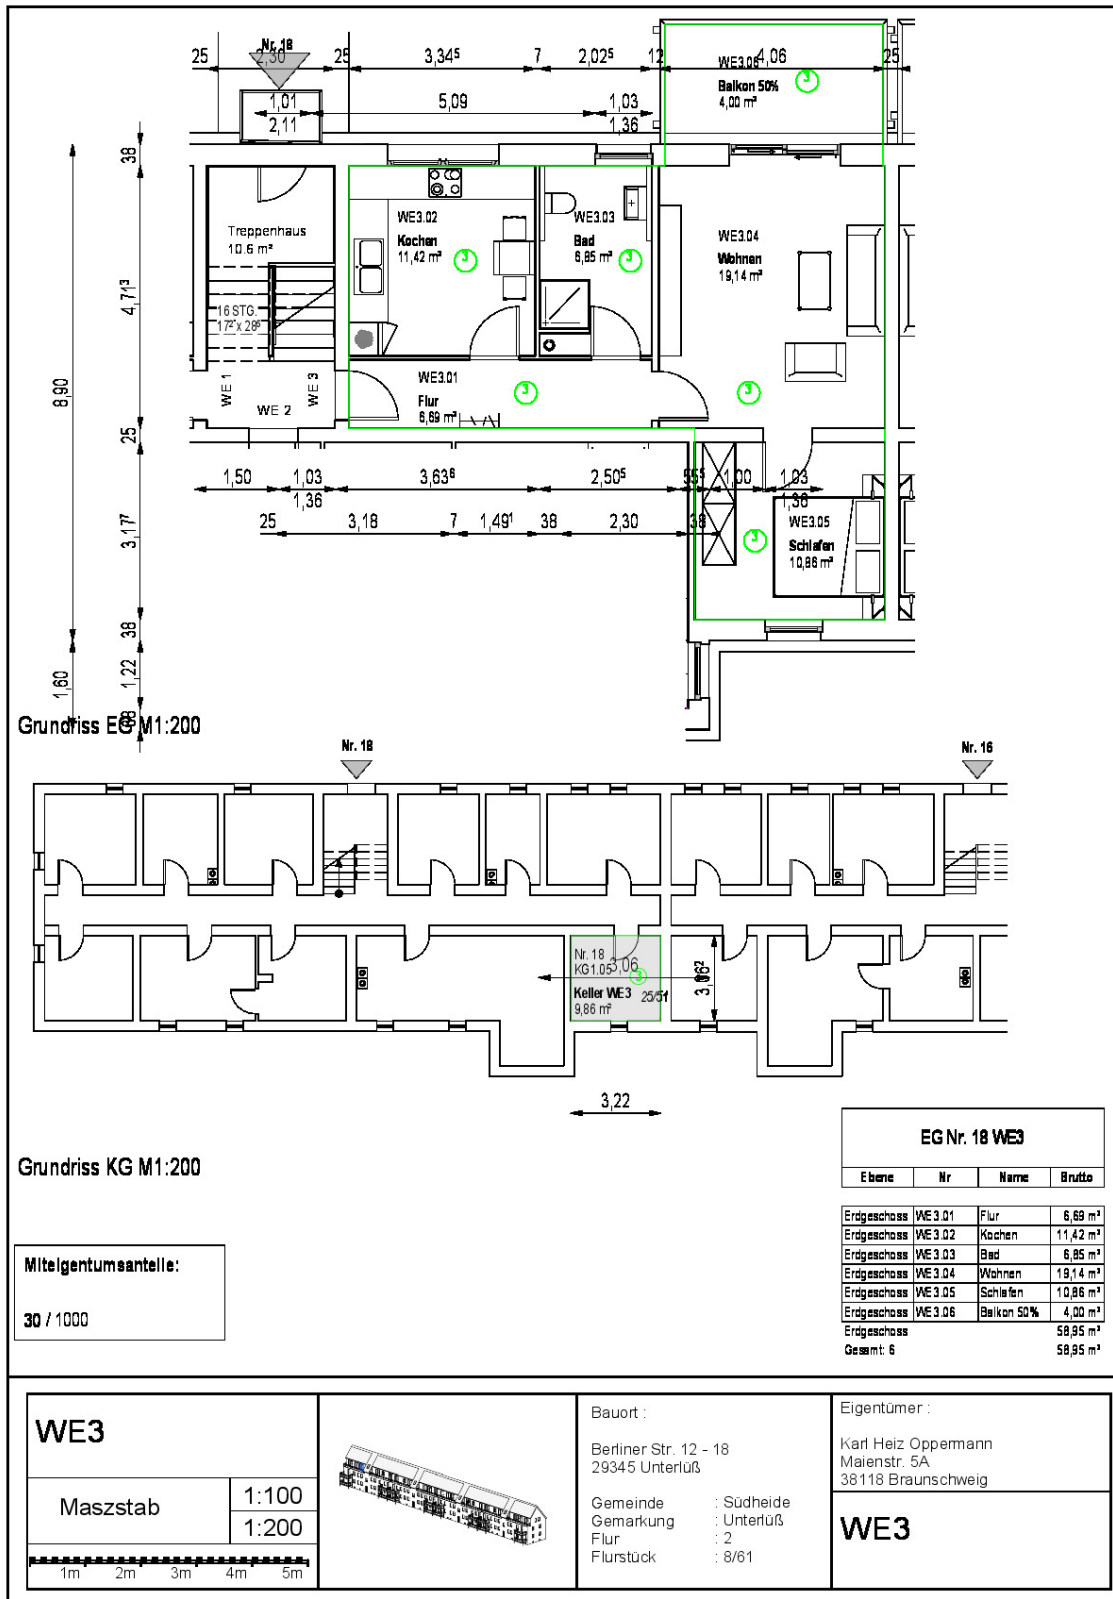 Nr. 18
25
2,30
25
3,34⁵
7
2,02⁵
12
4,06
25
WE3.06
Balkon 50%
4,00 m²
3
1,01
2,11
5,09
1,03
1,36
38
4,71³
8,90
25
3,17⁷
38
1,22
1,60
Treppenhaus
10.6 m²
16 STG.
WE 1
WE 2
WE 3
WE3.02
Kochen
11,42 m²
3
WE3.03
Bad
6,85 m²
3
WE3.04
Wohnen
19,14 m²
WE3.01
Flur
6,69 m²
3
3
1,50
1,03
1,36
3,63⁶
2,50⁵
55⁵
1,00
1,03
1,36
25
3,18
7
1,49¹
38
2,30
38
WE3.05
Schlafen
10,86 m²
3
Grundriss EG M1:200
Nr. 18
Nr. 16
Nr. 18
KG1.05
3,06
3
Keller WE3
9,86 m²
3,06²
3,22
Grundriss KG M1:200
EG Nr. 18 WE3
Ebene Nr Name Brutto
Erdgeschoss WE3.01 Flur 6,69 m²
Erdgeschoss WE3.02 Kochen 11,42 m²
Erdgeschoss WE3.03 Bad 6,85 m²
Erdgeschoss WE3.04 Wohnen 19,14 m²
Erdgeschoss WE3.05 Schlafen 10,86 m²
Erdgeschoss WE3.06 Balkon 50% 4,00 m²
Erdgeschoss 58,95 m²
Gesamt: 6 58,95 m²
Miteigentumsanteile:
30 / 1000
WE3
Maszstab
1:100
1:200
1m 2m 3m 4m 5m
Bauort :
Berliner Str. 12 - 18
29345 Unterlüß
Gemeinde : Südheide
Gemarkung : Unterlüß
Flur : 2
Flurstück : 8/61
Eigentümer :
Karl Heiz Oppermann
Maienstr. 5A
38118 Braunschweig
WE3